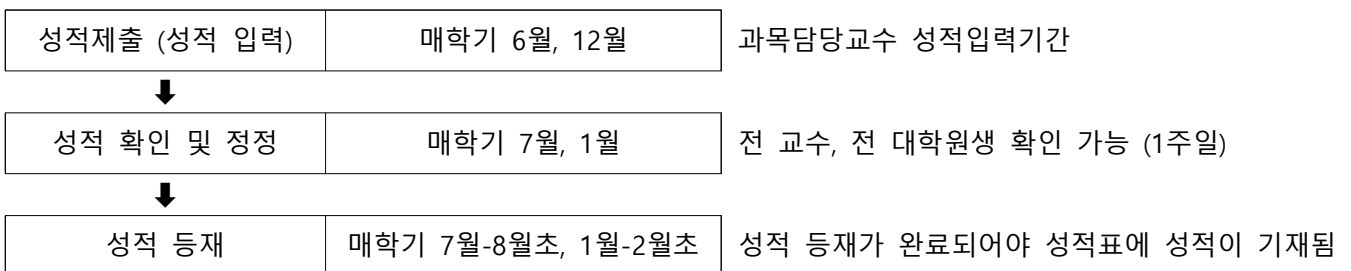 성적제출 (성적 입력) 매학기 6월, 12월 과목담당교수 성적입력기간
성적 확인 및 정정 매학기 7월, 1월 전 교수, 전 대학원생 확인 가능 (1주일)
성적 등재 매학기 7월-8월초, 1월-2월초 성적 등재가 완료되어야 성적표에 성적이 기재됨